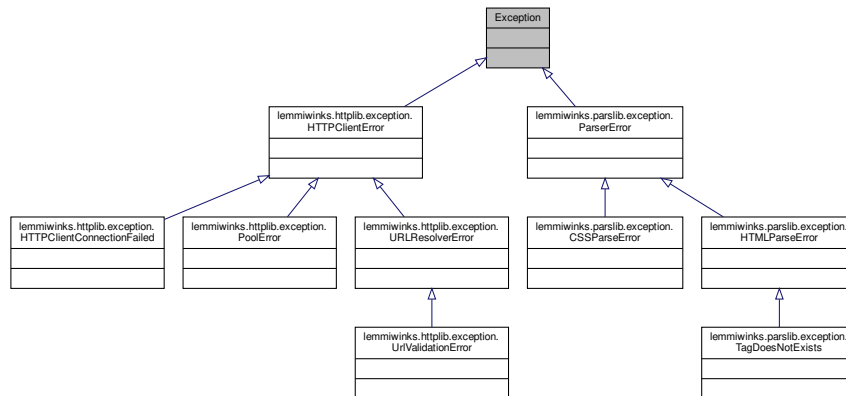 Exception
lemmiwinks.httplib.exception.
HTTPClientError
lemmiwinks.parslib.exception.
ParserError
lemmiwinks.httplib.exception.
HTTPClientConnectionFailed
lemmiwinks.httplib.exception.
PoolError
lemmiwinks.httplib.exception.
URLResolverError
lemmiwinks.parslib.exception.
CSSParseError
lemmiwinks.parslib.exception.
HTMLParseError
lemmiwinks.httplib.exception.
UrlValidationError
lemmiwinks.parslib.exception.
TagDoesNotExists